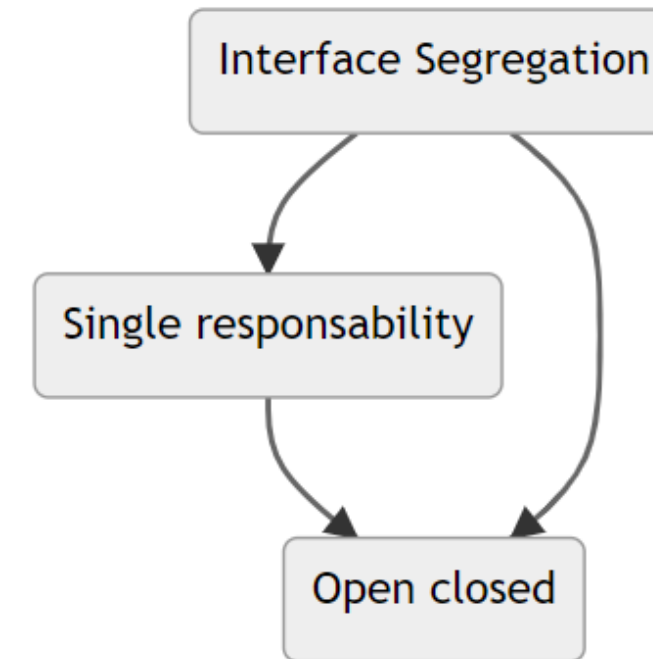 Interface Segregation
Single responsability
Open closed